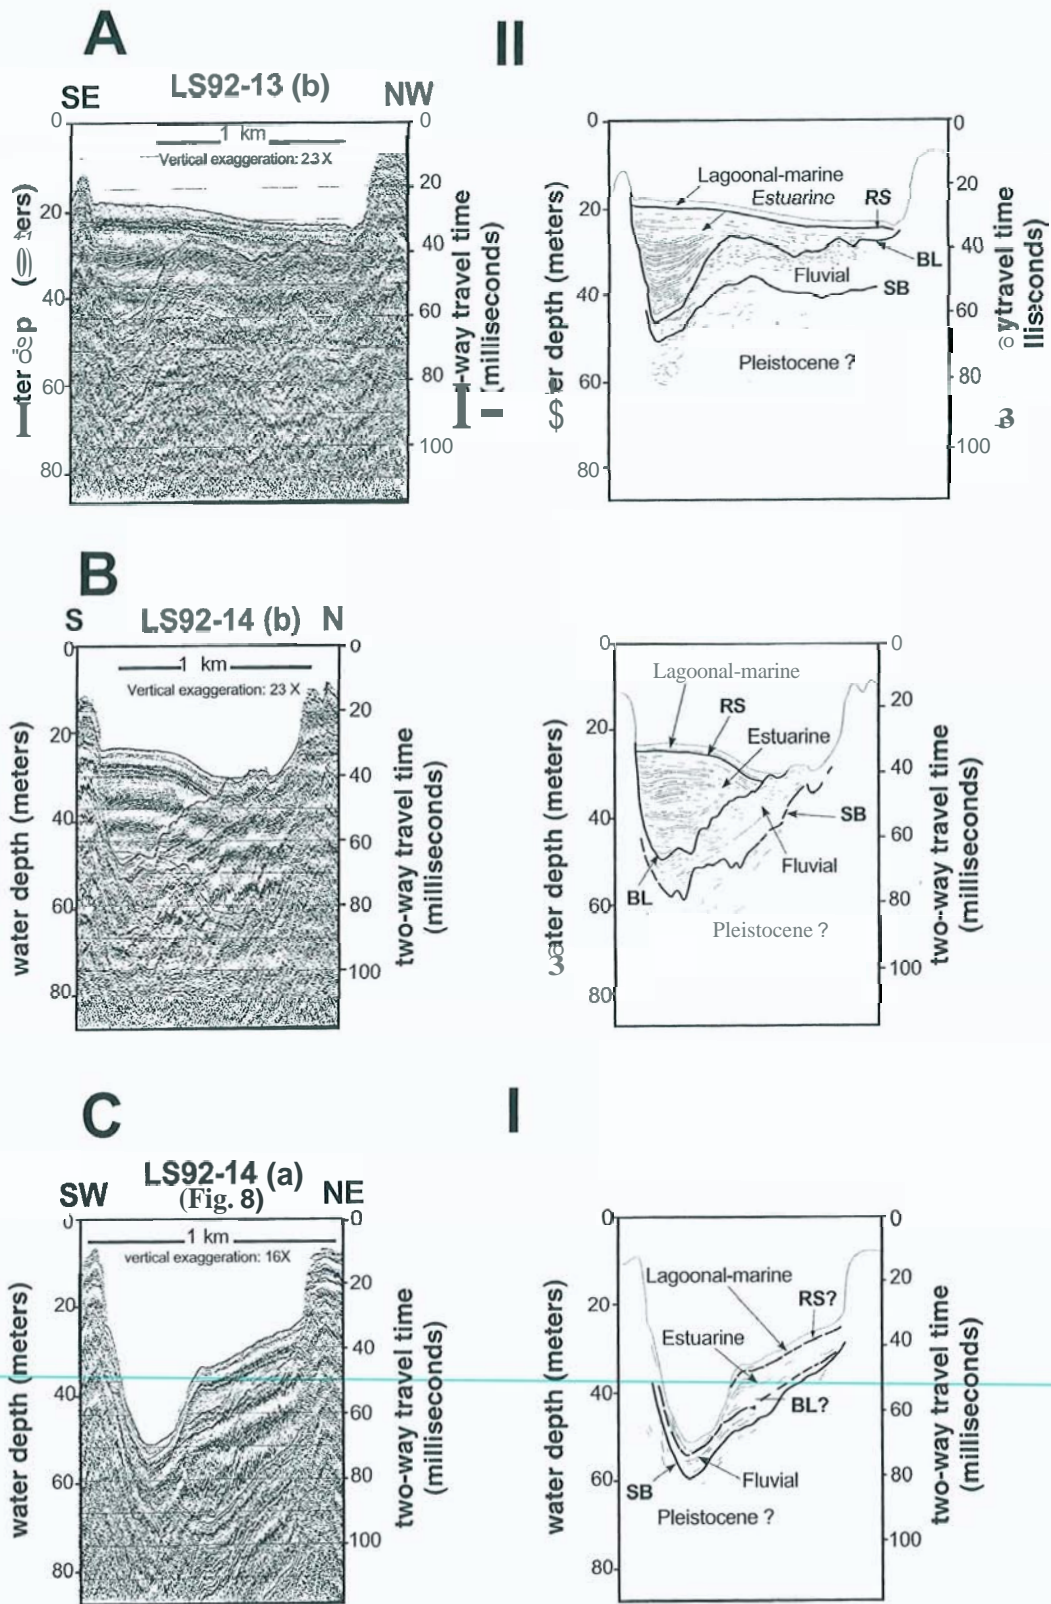 A
II
LS92-13 (b)
SE
NW
0
0
1 km
Vertical exaggeration: 23 X
20
20
40
40
60
60
80
80
100
-way travel time
(milliseconds)
I
I -
0
0
Lagoonal-marine
Estuarine
RS
20
20
40
BL
Fluvial
SB
40
60
Pleistocene ?
60
80
80
100
er depth (meters)
$
B
S
LS92-14 (b)
N
0
0
1 km
Vertical exaggeration: 23 X
20
20
40
40
60
60
80
80
100
water depth (meters)
two-way travel time
(milliseconds)
0
0
Lagoonal-marine
RS
20
20
Estuarine
40
40
SB
60
Fluvial
BL
80
60
Pleistocene ?
100
80
ater depth (meters)
two-way travel time
(milliseconds)
C
I
LS92-14 (a)
SW
(Fig. 8)
NE
0
0
1 km
vertical exaggeration: 16X
20
20
40
40
60
60
80
80
100
water depth (meters)
two-way travel time
(milliseconds)
0
0
Lagoonal-marine
20
RS?
20
Estuarine
40
40
BL?
60
60
Fluvial
80
SB
Pleistocene ?
100
80
water depth (meters)
two-way travel time
(milliseconds)